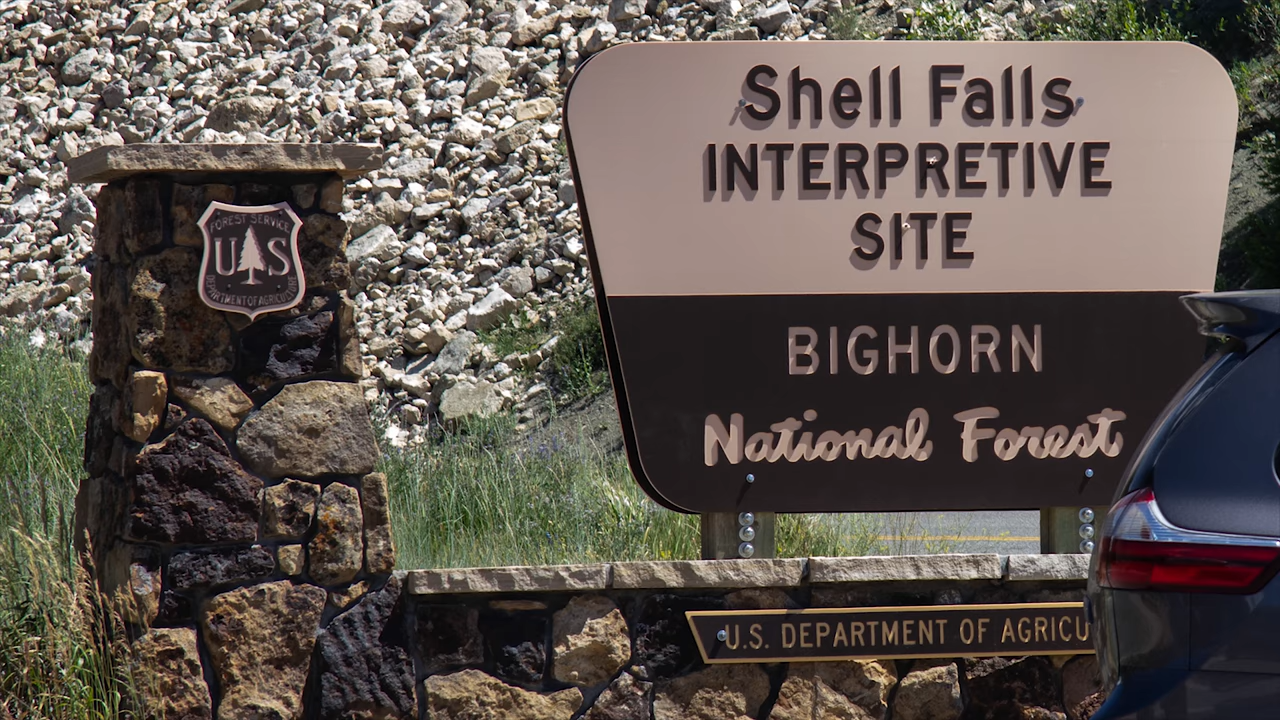 Shell Falls
INTERPRETIVE
SITE
BIGHORN
National Forest
FOREST SERVICE
U S
DEPARTMENT OF AGRICULTURE
U.S. DEPARTMENT OF AGRICU